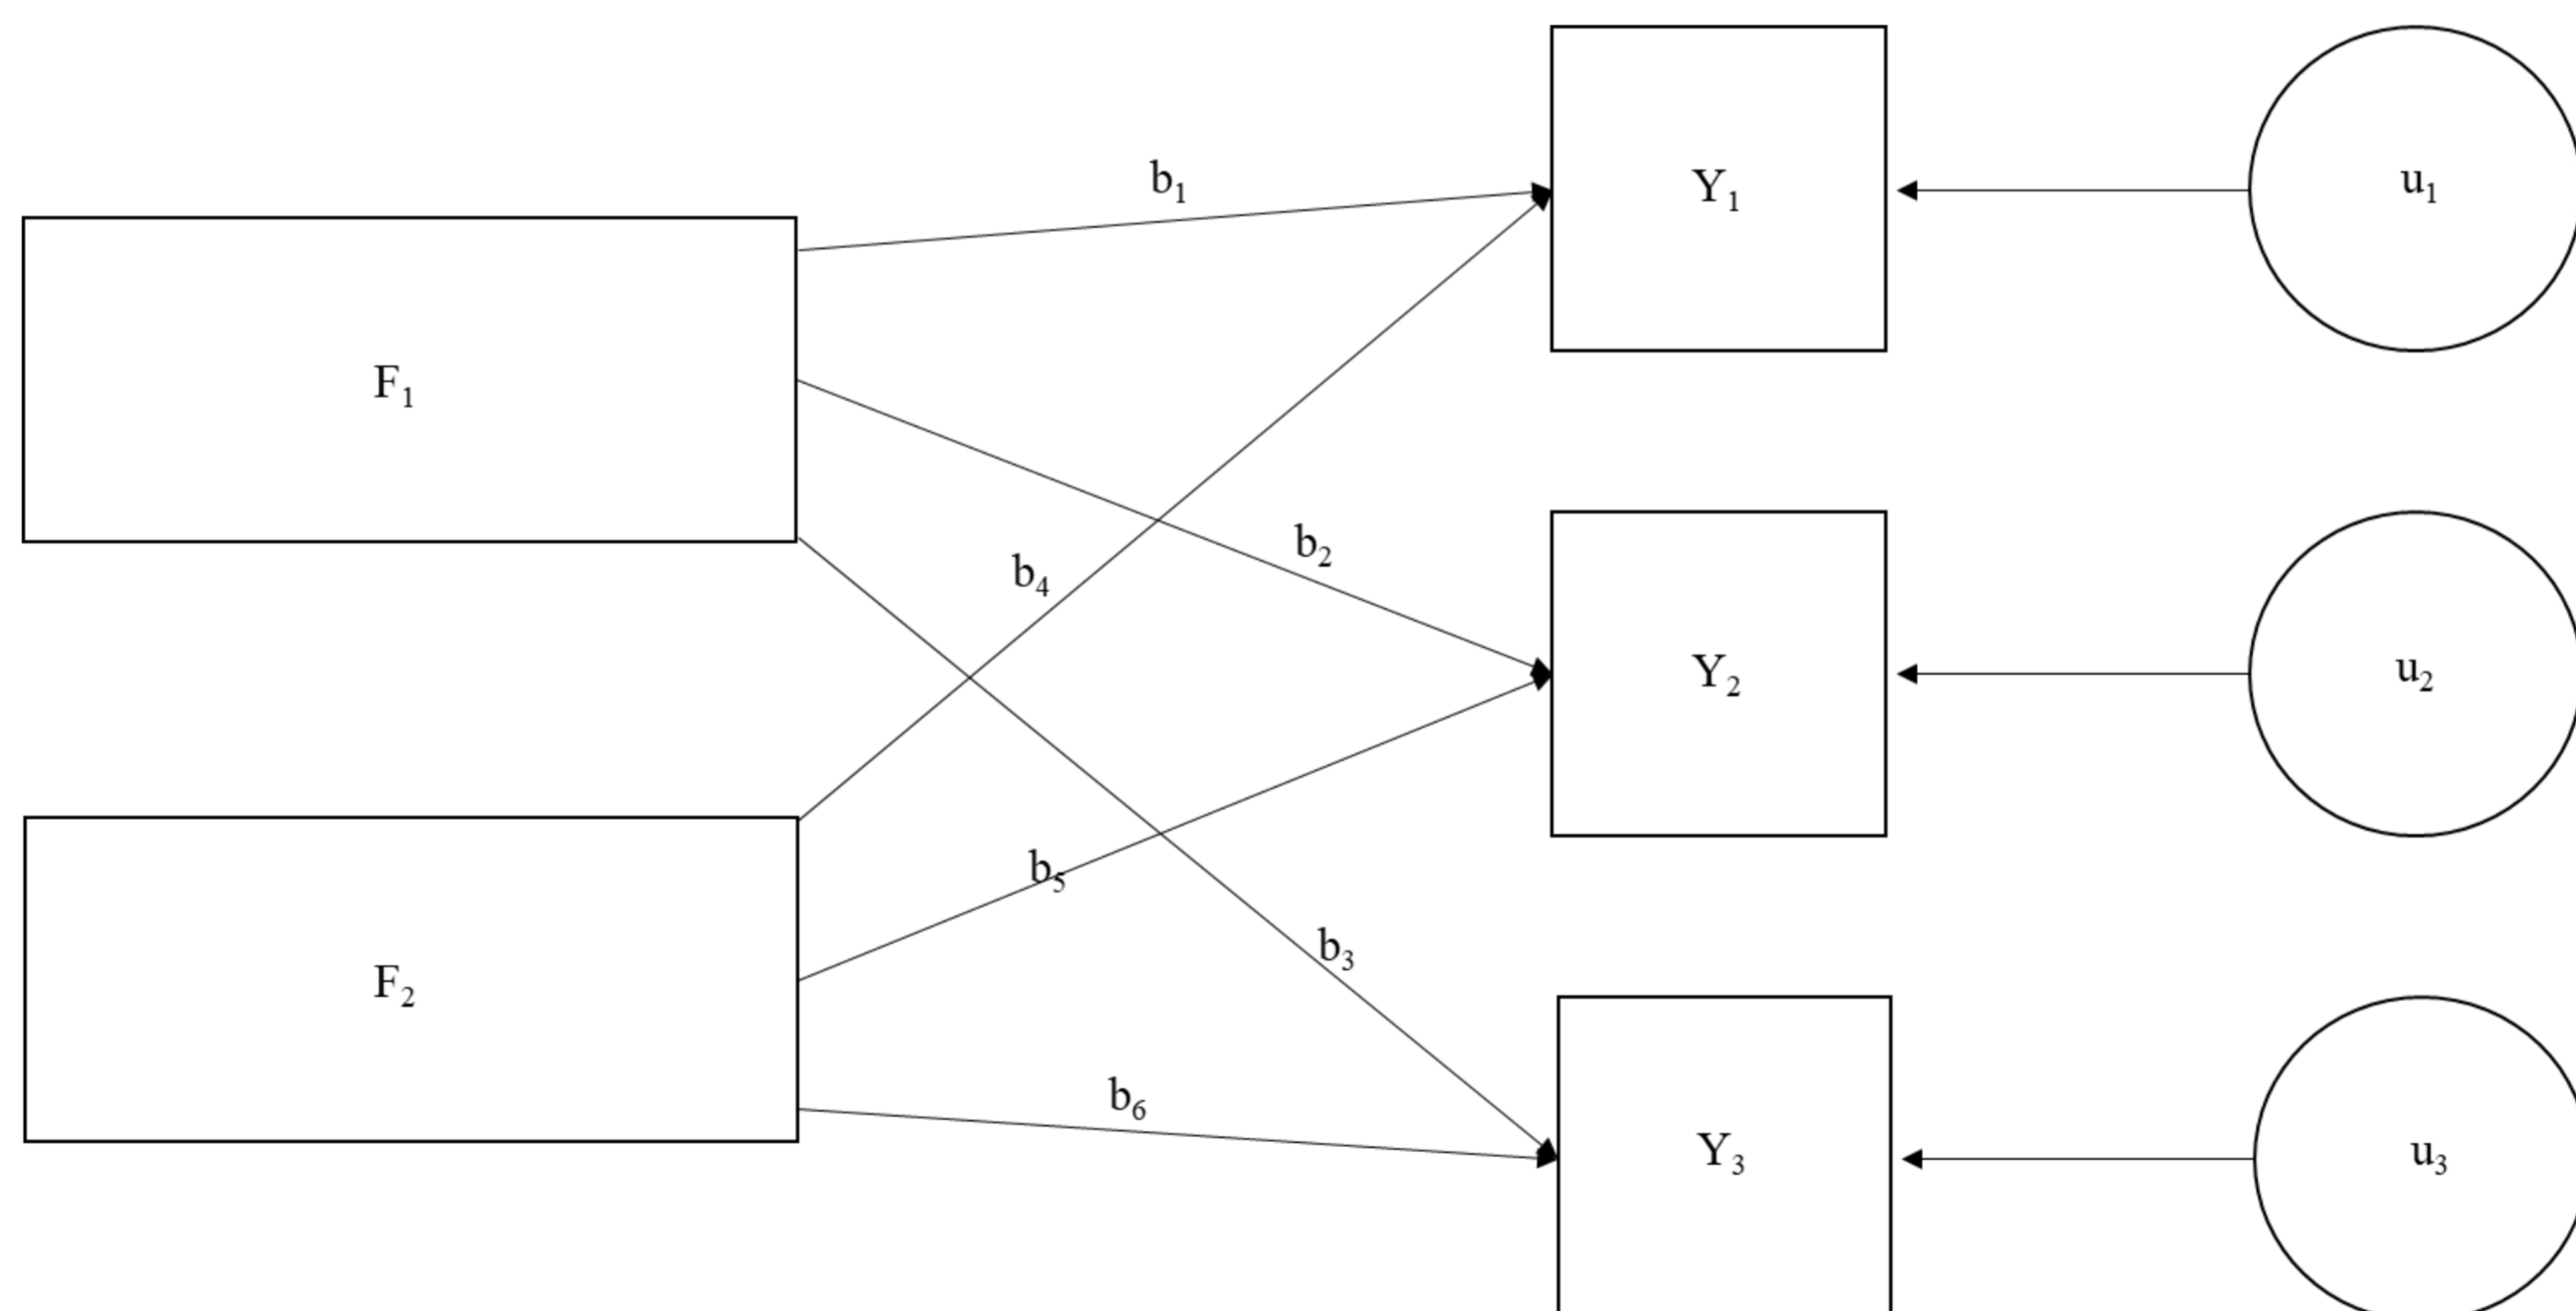 b₁
Y₁
u₁
F₁
b₂
b₄
Y₂
u₂
b₅
b₃
F₂
b₆
Y₃
u₃